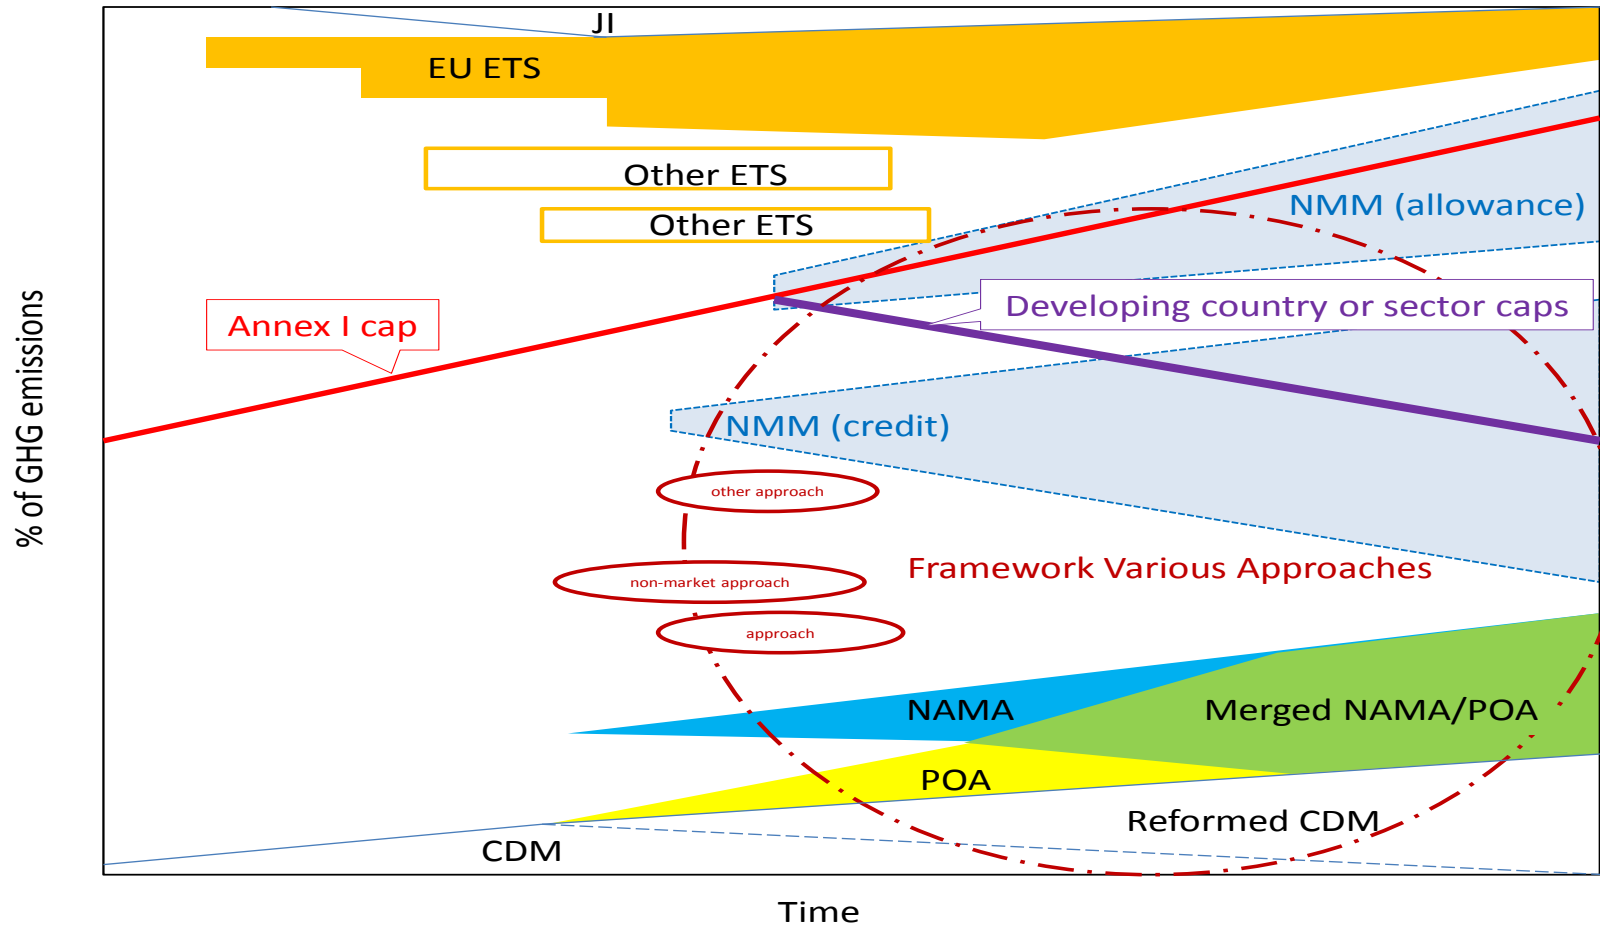 JI
EU ETS
Other ETS
Other ETS
NMM (allowance)
Developing country or sector caps
Annex I cap
% of GHG emissions
NMM (credit)
other approach
Framework Various Approaches
non-market approach
approach
NAMA
Merged NAMA/POA
POA
Reformed CDM
CDM
Time